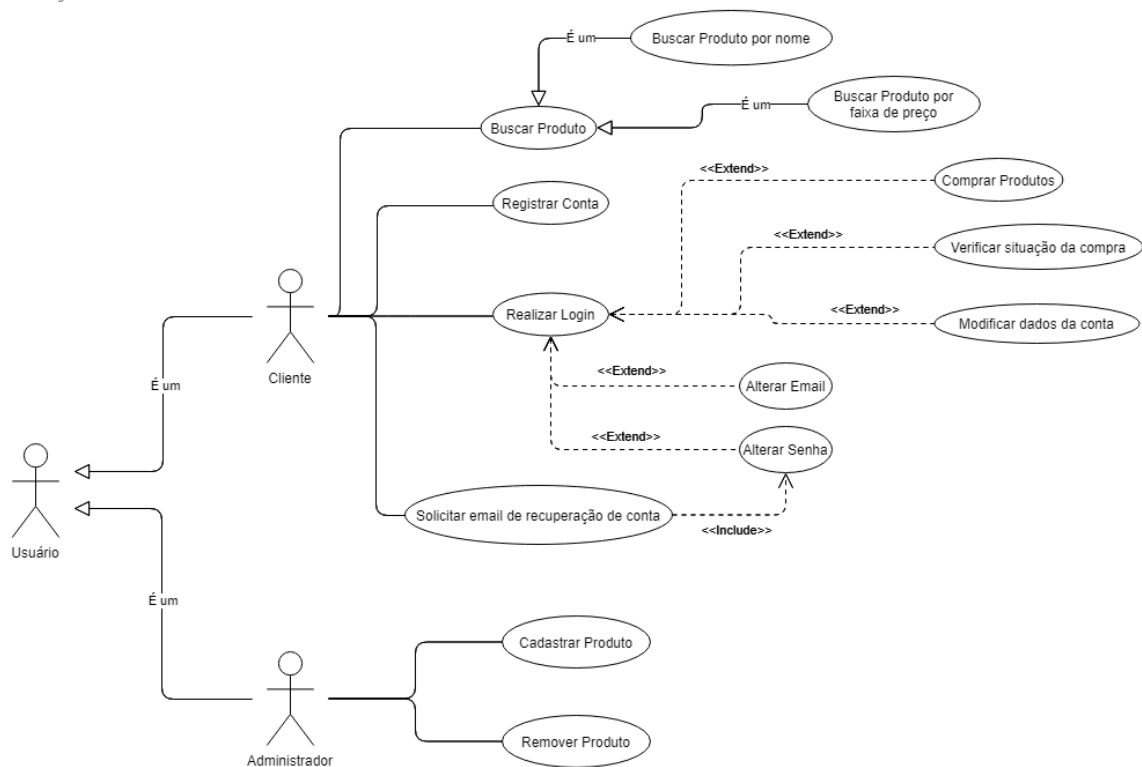 É um
Buscar Produto por nome
Buscar Produto
É um
Buscar Produto por
faixa de preço
<<Extend>>
Comprar Produtos
Registrar Conta
<<Extend>>
Verificar situação da compra
Realizar Login
<<Extend>>
Modificar dados da conta
Cliente
É um
<<Extend>>
Alterar Email
<<Extend>>
Alterar Senha
Solicitar email de recuperação de conta
<<Include>>
Usuário
É um
Cadastrar Produto
Remover Produto
Administrador